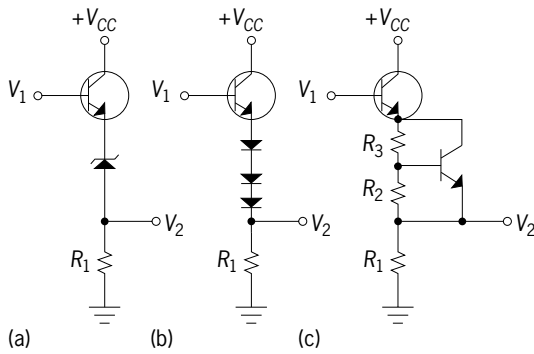 +VCC +VCC +VCC
V1 V1 V1
R3
R2
V2 V2 V2
R1 R1 R1
(a) (b) (c)